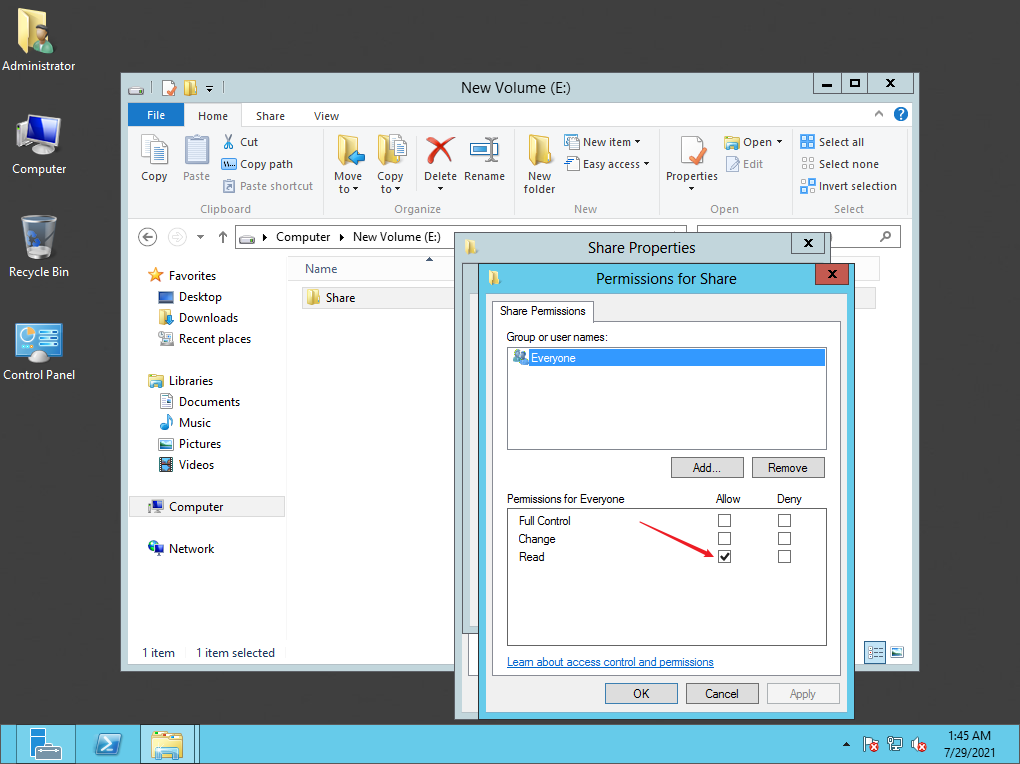 Administrator
Computer
Recycle Bin
Control Panel
New Volume (E:)
File Home Share View
Copy Paste Cut Copy path Paste shortcut
Clipboard
Move to Copy to Delete Rename
Organize
New folder New item Easy access
New
Properties Open Edit
Open
Select all Select none Invert selection
Select
Computer New Volume (E:)
Name
Share
Favorites
Desktop
Downloads
Recent places
Libraries
Documents
Music
Pictures
Videos
Computer
Network
1 item 1 item selected
Share Properties
Permissions for Share
Share Permissions
Group or user names:
Everyone
Add... Remove
Permissions for Everyone Allow Deny
Full Control
Change
Read
Learn about access control and permissions
OK Cancel Apply
1:45 AM
7/29/2021